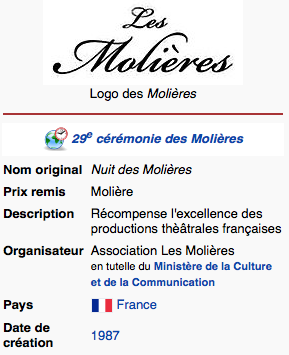 Les
Molières
Logo des Molières
29e cérémonie des Molières
Nom original Nuit des Molières
Prix remis Molière
Description Récompense l'excellence des
productions thèâtrales françaises
Organisateur Association Les Molières
en tutelle du Ministère de la Culture
et de la Communication
Pays France
Date de
création 1987